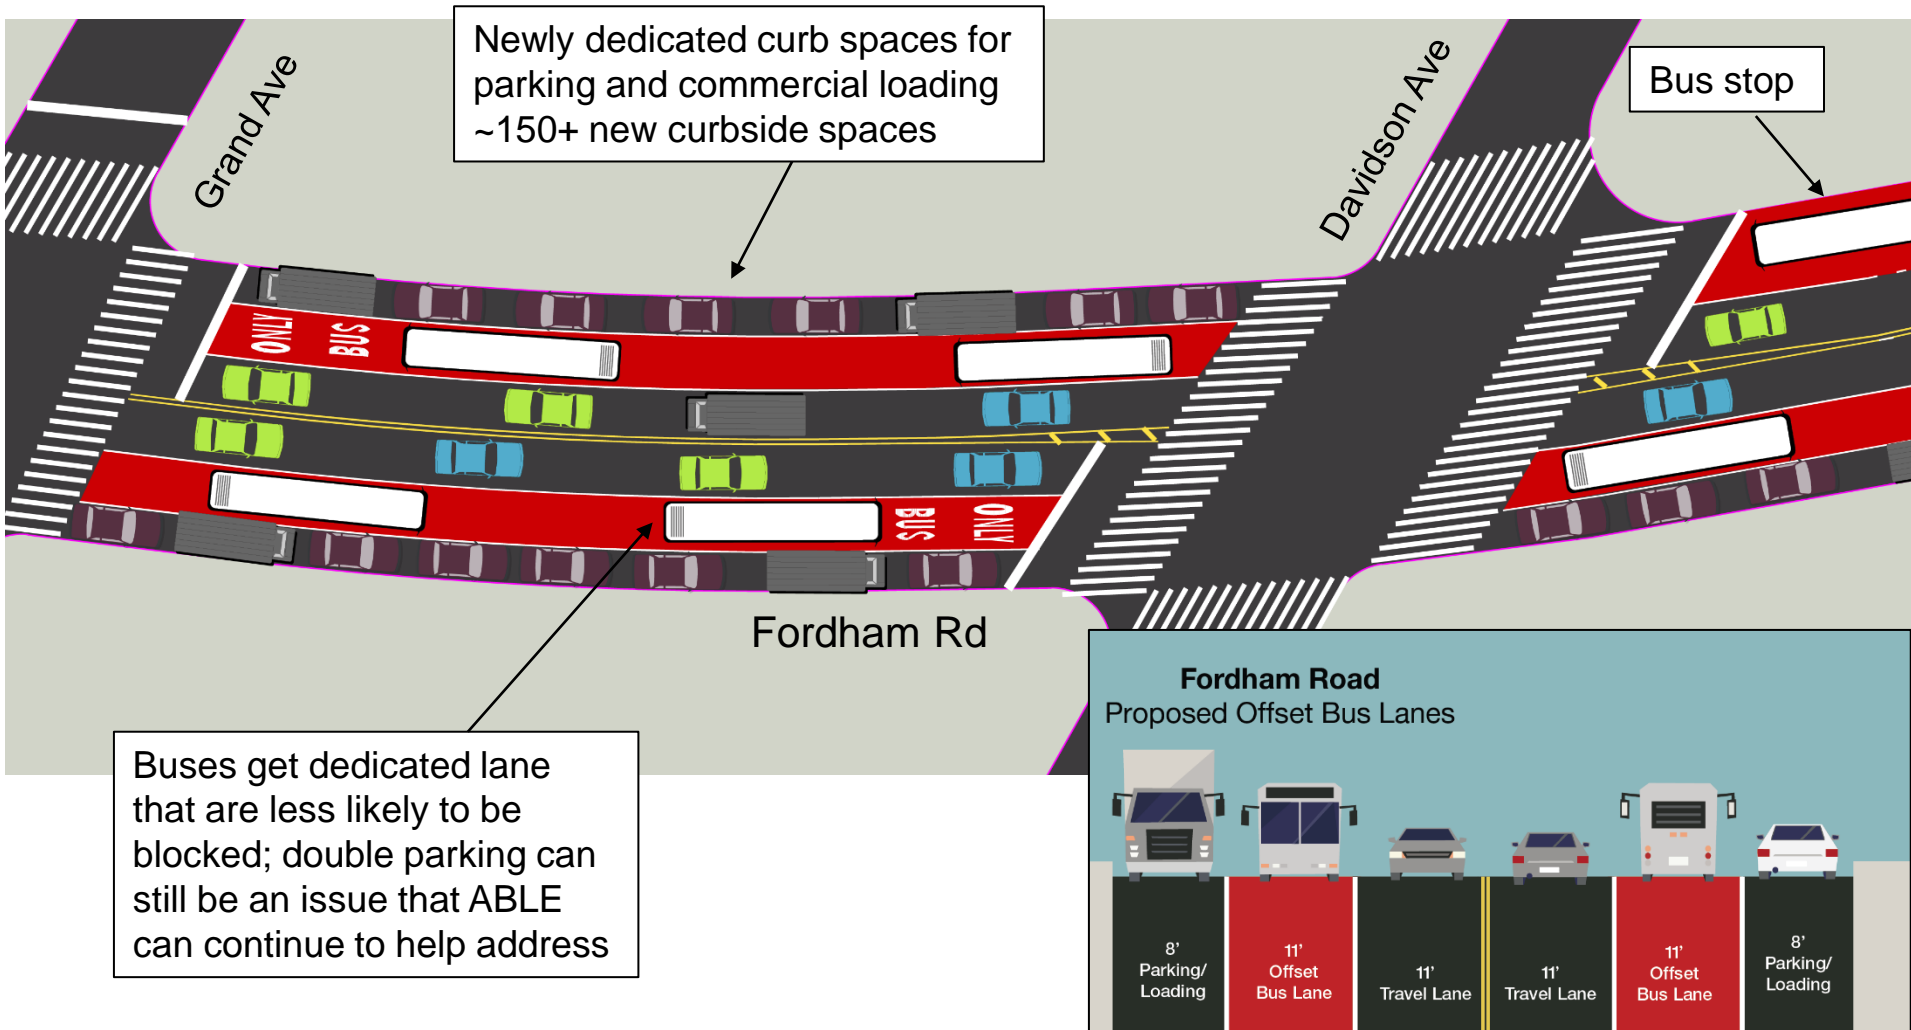 Newly dedicated curb spaces for
parking and commercial loading
~150+ new curbside spaces
Bus stop
Grand Ave
Davidson Ave
ONLY
BUS
BUS
ONLY
Fordham Rd
Buses get dedicated lane
that are less likely to be
blocked; double parking can
still be an issue that ABLE
can continue to help address
Fordham Road
Proposed Offset Bus Lanes
8'
Parking/
Loading
11'
Offset
Bus Lane
11'
Travel Lane
11'
Travel Lane
11'
Offset
Bus Lane
8'
Parking/
Loading